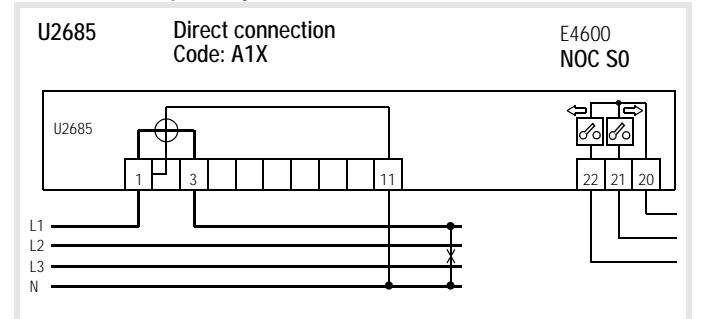 U2685 Direct connection E4600
Code: A1X NOC S0
U2685
1 3 11 22 21 20
L1
L2
L3
N